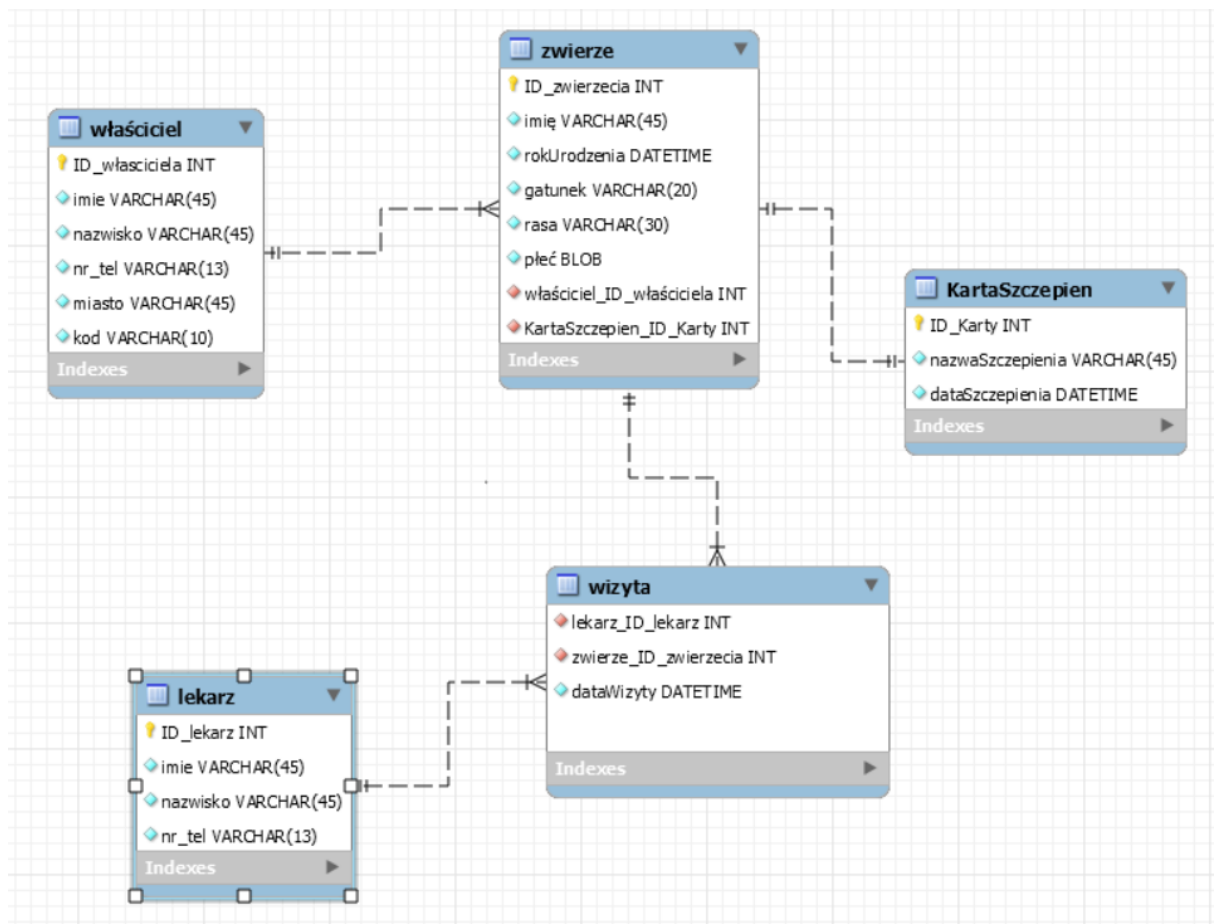 właściciel
ID_własciciela INT
imie VARCHAR(45)
nazwisko VARCHAR(45)
nr_tel VARCHAR(13)
miasto VARCHAR(45)
kod VARCHAR(10)
Indexes
zwierze
ID_zwierzecia INT
imię VARCHAR(45)
rokUrodzenia DATETIME
gatunek VARCHAR(20)
rasa VARCHAR(30)
płeć BLOB
właściciel_ID_właściciela INT
KartaSzczepien_ID_Karty INT
Indexes
KartaSzczepien
ID_Karty INT
nazwaSzczepienia VARCHAR(45)
dataSzczepienia DATETIME
Indexes
wizyta
lekarz_ID_lekarz INT
zwierze_ID_zwierzecia INT
dataWizyty DATETIME
Indexes
lekarz
ID_lekarz INT
imie VARCHAR(45)
nazwisko VARCHAR(45)
nr_tel VARCHAR(13)
Indexes